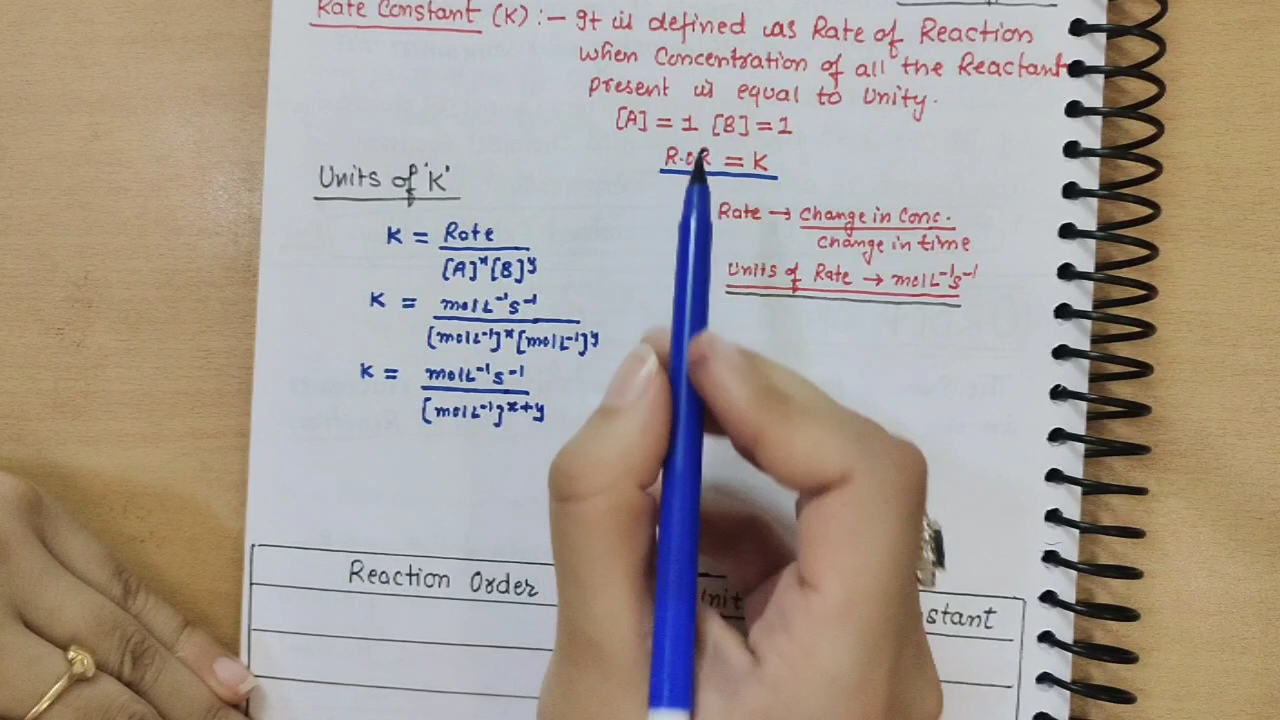 Rate Constant (K) :- It is defined as Rate of Reaction
when Concentration of all the Reactant
present is equal to Unity.
[A] = 1 [B] = 1
R.OR = K
Units of 'K'
Rate → Change in Conc.
change in time
Units of Rate → mol L⁻¹ s⁻¹
K = Rate
[A]ˣ [B]ʸ
K = mol L⁻¹ s⁻¹
[mol L⁻¹]ˣ [mol L⁻¹]ʸ
K = mol L⁻¹ s⁻¹
[mol L⁻¹]ˣ⁺ʸ
Reaction Order